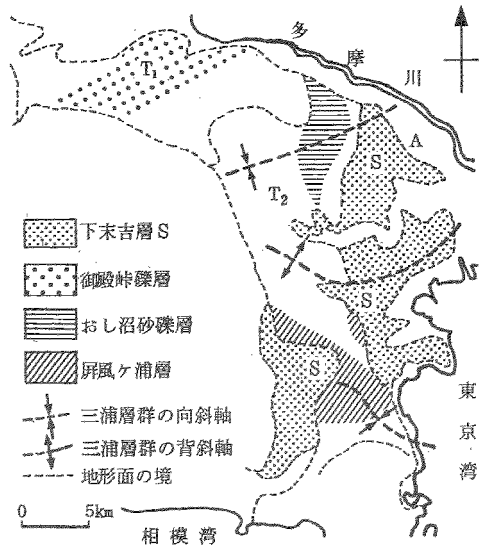 多摩川
T₁
A
S
T₂
S
S
下末吉層S
御殿峠礫層
おし沼砂礫層
屏風ケ浦層
三浦層群の向斜軸
三浦層群の背斜軸
地形面の境
0 5km
東京湾
相模湾